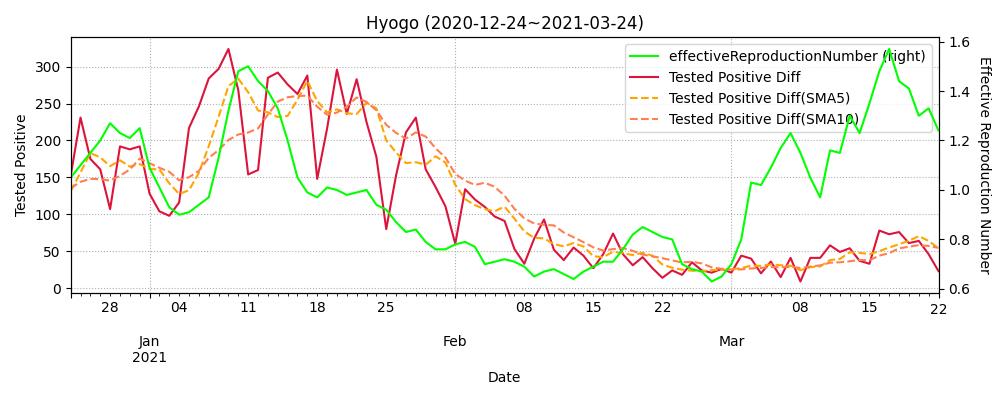 Hyogo (2020-12-24~2021-03-24)
effectiveReproductionNumber (right)
Tested Positive Diff
Tested Positive Diff(SMA5)
Tested Positive Diff(SMA10)
Tested Positive
300
250
200
150
100
50
0
1.6
1.4
1.2
1.0
0.8
0.6
Effective Reproduction Number
28 04 11 18 25 08 15 22 08 15 22
Jan Feb Mar
2021
Date